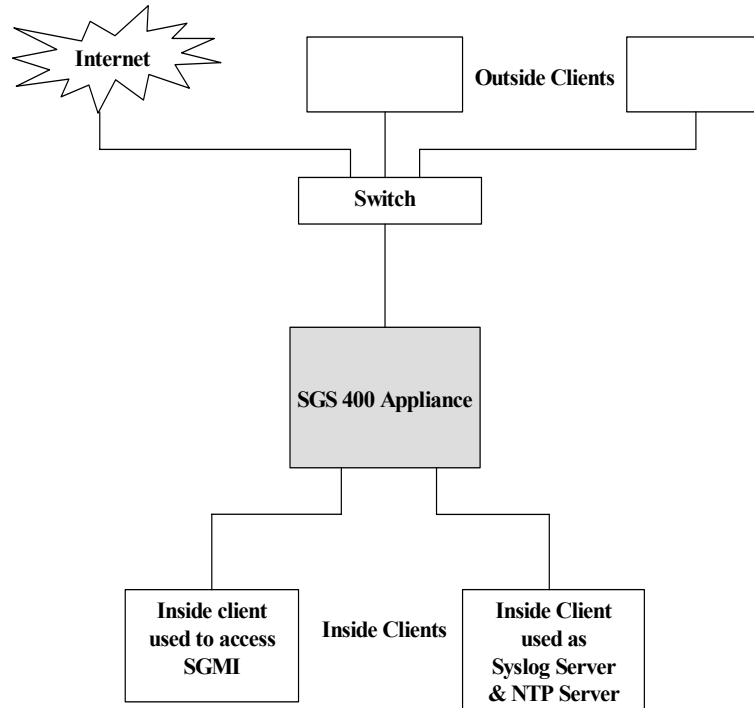 Internet
Outside Clients
Switch
SGS 400 Appliance
Inside client
used to access
SGMI
Inside Clients
Inside Client
used as
Syslog Server
& NTP Server